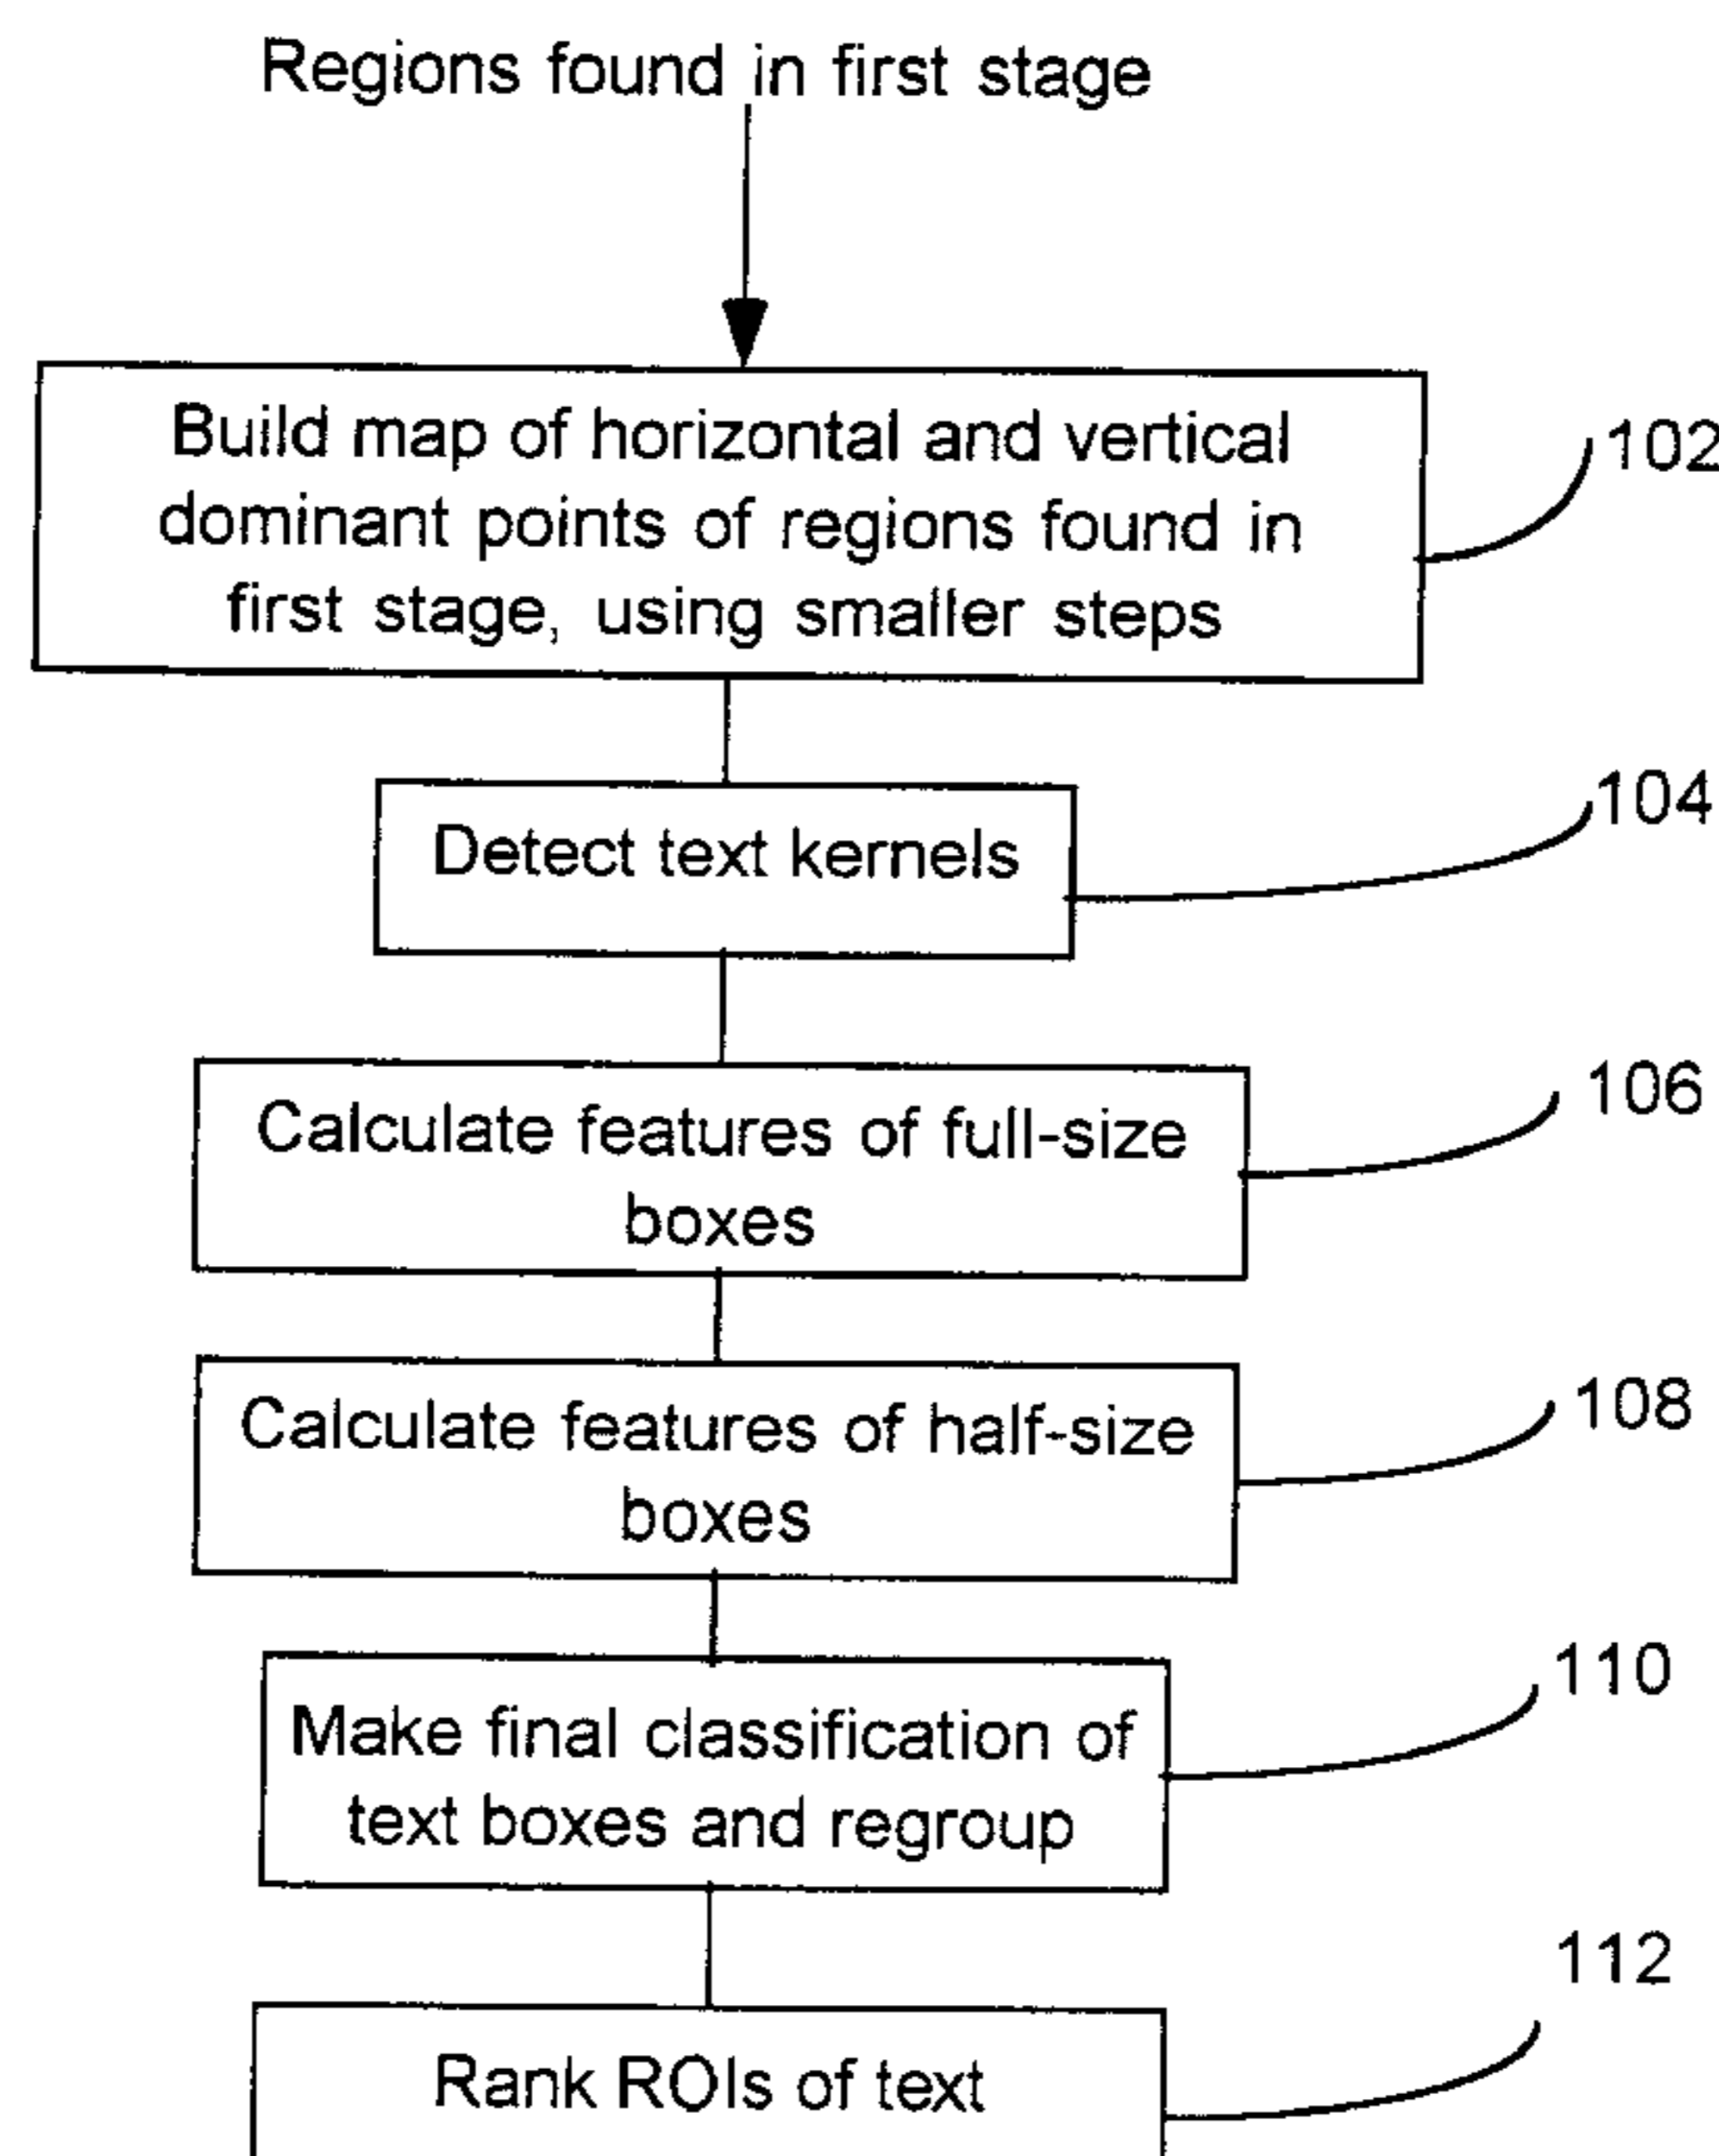 Regions found in first stage
Build map of horizontal and vertical
dominant points of regions found in
first stage, using smaller steps
102
Detect text kernels
104
Calculate features of full-size
boxes
106
Calculate features of half-size
boxes
108
Make final classification of
text boxes and regroup
110
Rank ROIs of text
112